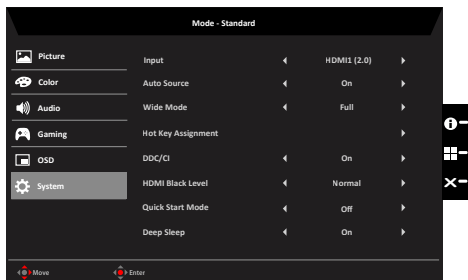 Mode - Standard
Picture
Color
Audio
Gaming
OSD
System
Input HDMI1 (2.0)
Auto Source On
Wide Mode Full
Hot Key Assignment
DDC/CI On
HDMI Black Level Normal
Quick Start Mode Off
Deep Sleep On
Move Enter